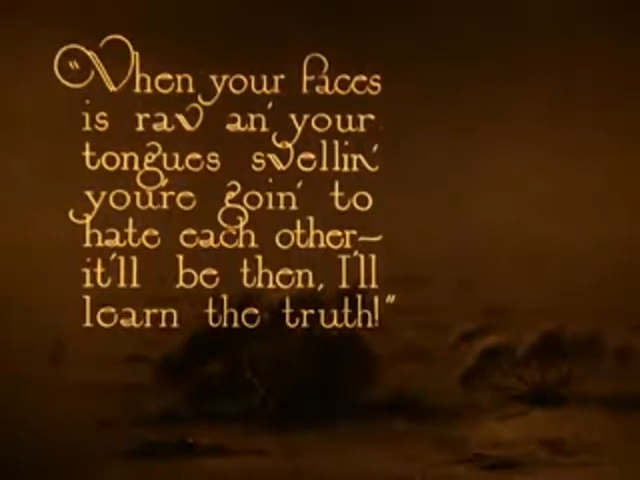 "When your faces
is raw an' your
tongues swellin'
you're goin' to
hate each other—
it'll be then, I'll
learn the truth!"